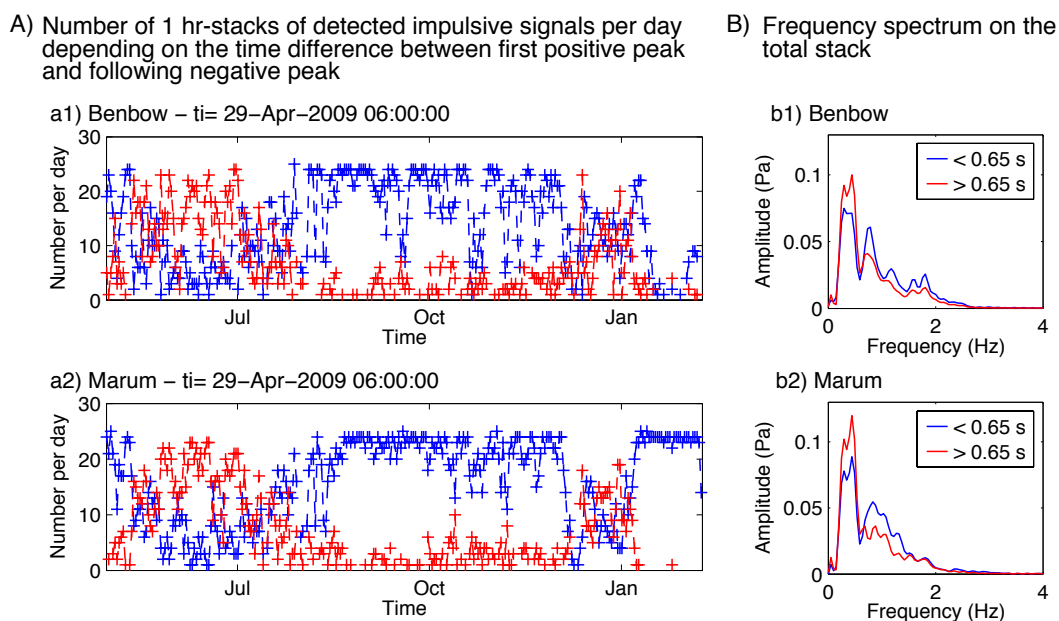 A) Number of 1 hr-stacks of detected impulsive signals per day
depending on the time difference between first positive peak
and following negative peak
a1) Benbow − ti= 29−Apr−2009 06:00:00
30
20
10
0
Number per day
Jul
Oct
Jan
Time
a2) Marum − ti= 29−Apr−2009 06:00:00
30
20
10
0
Number per day
Jul
Oct
Jan
Time
B) Frequency spectrum on the
total stack
b1) Benbow
< 0.65 s
> 0.65 s
0.1
0.05
0
Amplitude (Pa)
0
2
4
Frequency (Hz)
b2) Marum
< 0.65 s
> 0.65 s
0.1
0.05
0
Amplitude (Pa)
0
2
4
Frequency (Hz)